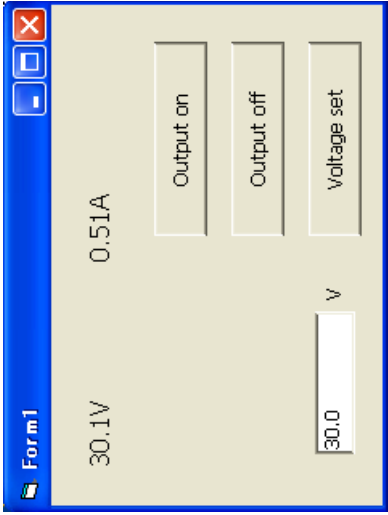 Form1
30.1V 0.51A
Output on
Output off
30.0 V Voltage set